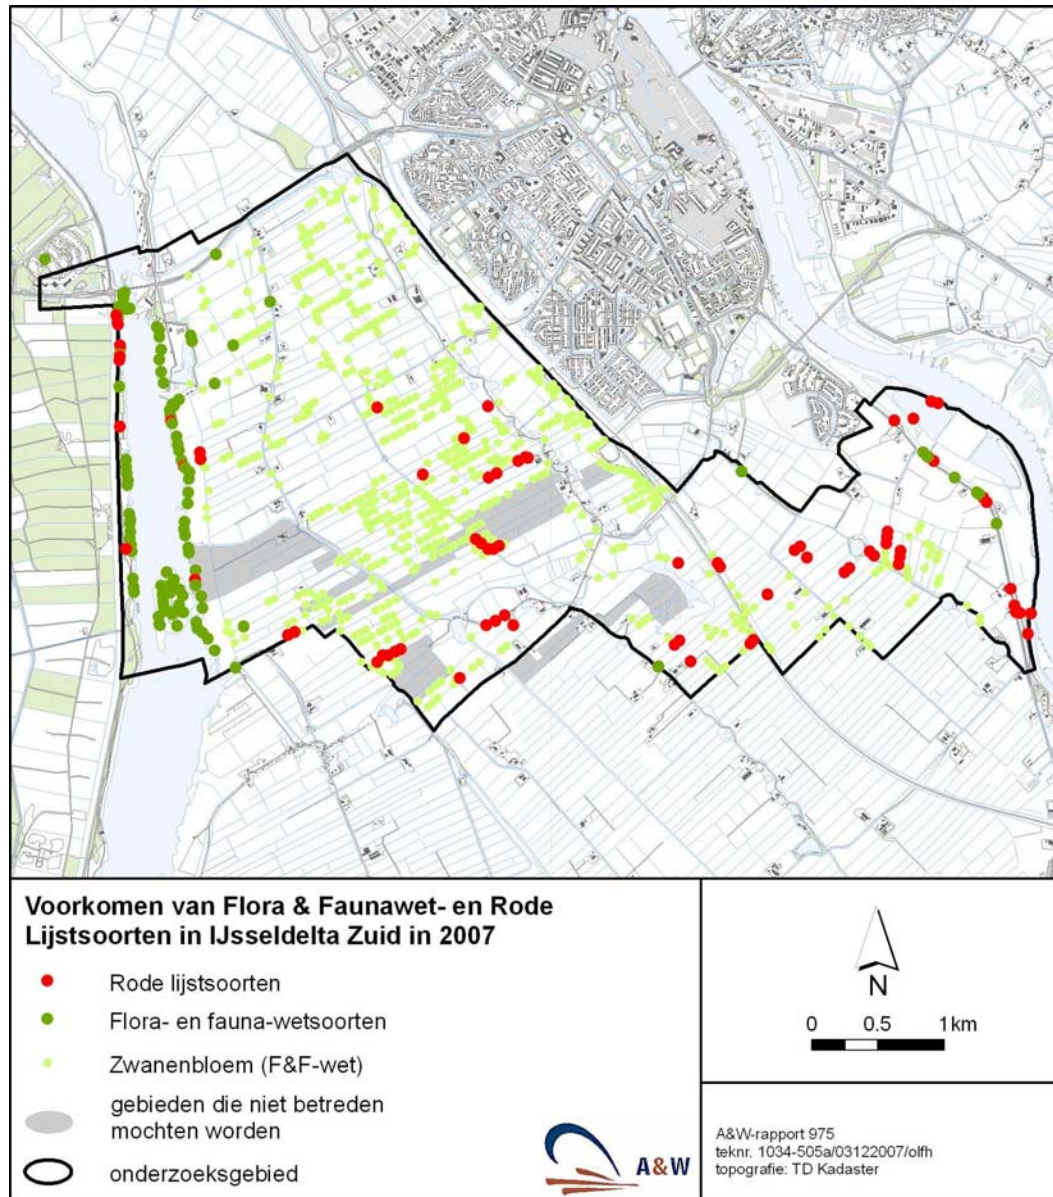 Voorkomen van Flora & Faunawet- en Rode
Lijstsoorten in IJsseldelta Zuid in 2007
Rode lijstsoorten
Flora- en fauna-wetsoorten
Zwanenbloem (F&F-wet)
gebieden die niet betreden
mochten worden
onderzoeksgebied
A&W
N
0 0.5 1km
A&W-rapport 975
teknr. 1034-505a/03122007/olfh
topografie: TD Kadaster